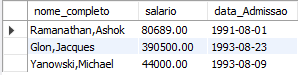 nome_completo salario data_Admissao
Ramanathan,Ashok 80689.00 1991-08-01
Glon,Jacques 390500.00 1993-08-23
Yanowski,Michael 44000.00 1993-08-09